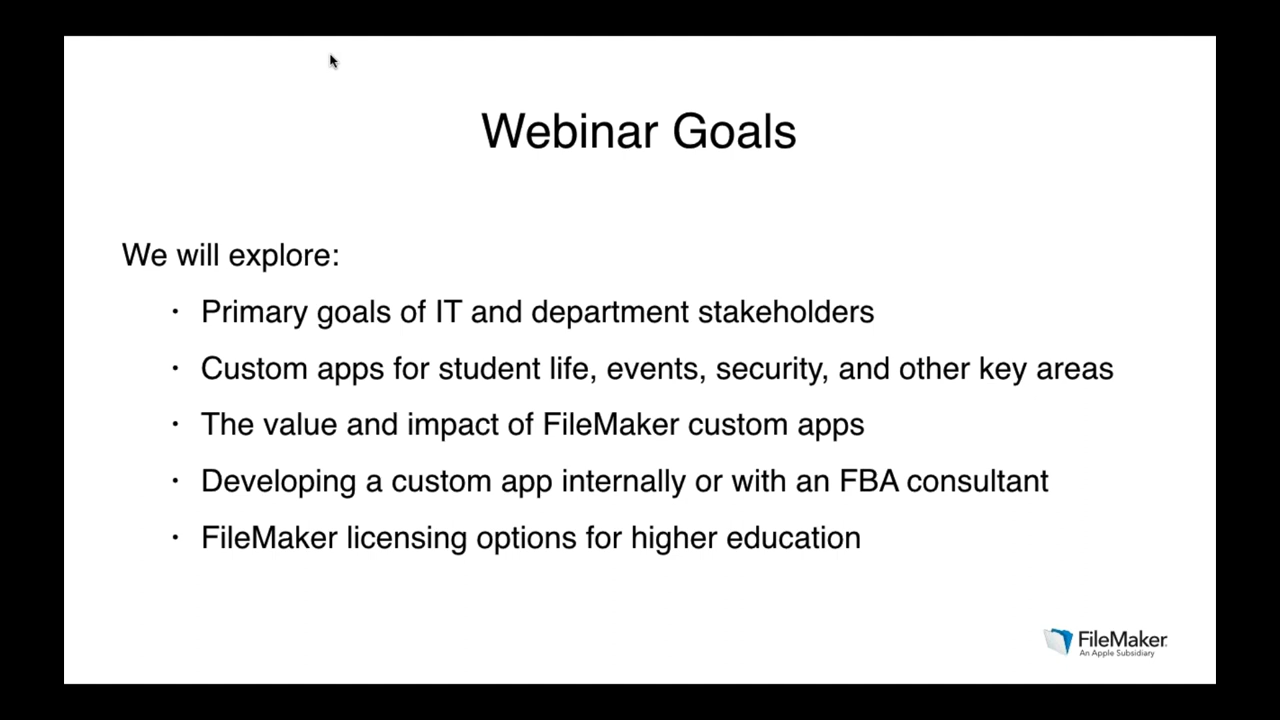 Webinar Goals
We will explore:
· Primary goals of IT and department stakeholders
· Custom apps for student life, events, security, and other key areas
· The value and impact of FileMaker custom apps
· Developing a custom app internally or with an FBA consultant
· FileMaker licensing options for higher education
FileMaker
An Apple Subsidiary